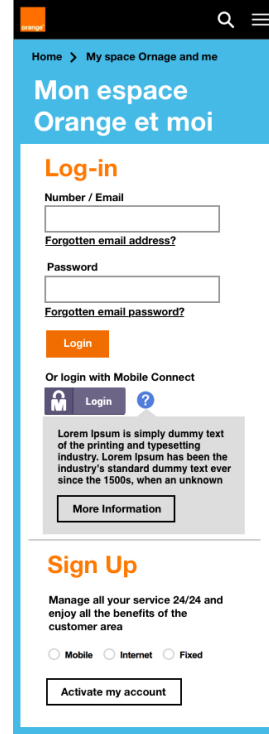 orange
Home > My space Ornage and me
Mon espace
Orange et moi
Log-in
Number / Email
Forgotten email address?
Password
Forgotten email password?
Login
Or login with Mobile Connect
Login ?
Lorem Ipsum is simply dummy text
of the printing and typesetting
industry. Lorem Ipsum has been the
industry's standard dummy text ever
since the 1500s, when an unknown
More Information
Sign Up
Manage all your service 24/24 and
enjoy all the benefits of the
customer area
Mobile Internet Fixed
Activate my account